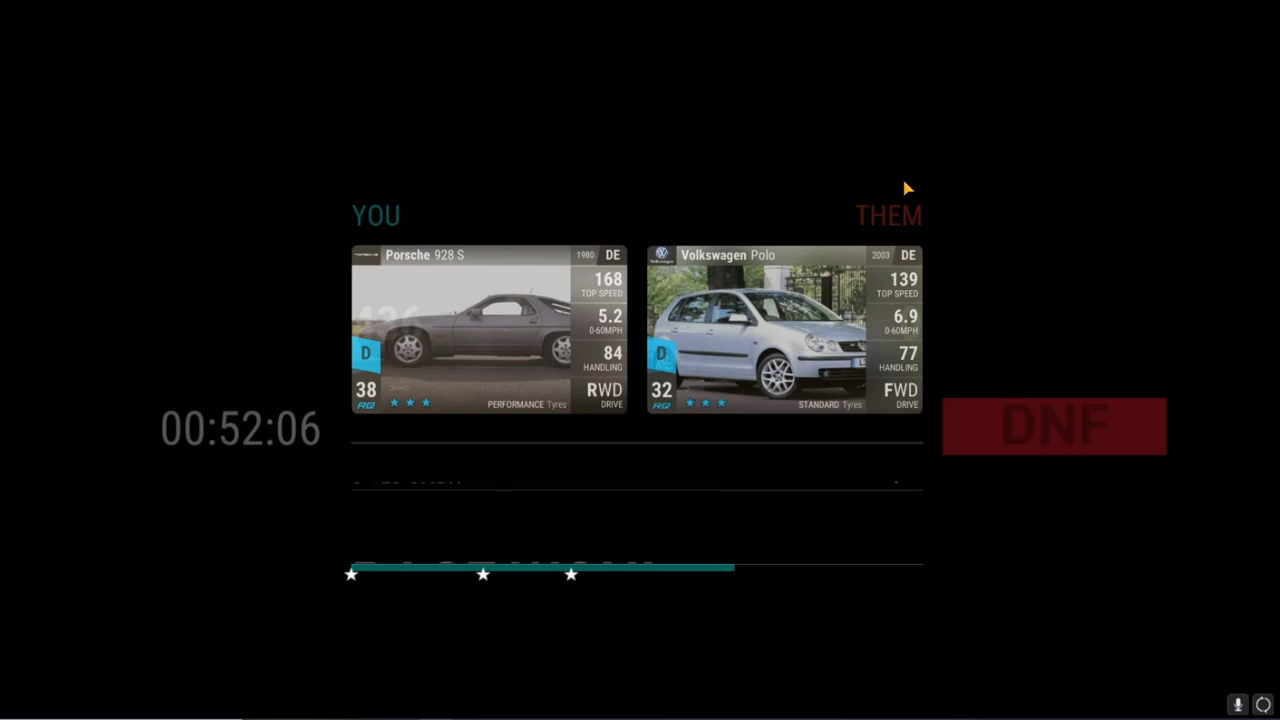 YOU
THEM
Porsche 928 S 1980 DE
168
TOP SPEED
5.2
0-60MPH
84
HANDLING
RWD
DRIVE
D
38
RQ
PERFORMANCE Tyres
Volkswagen Polo 2003 DE
139
TOP SPEED
6.9
0-60MPH
77
HANDLING
FWD
DRIVE
D
32
RQ
STANDARD Tyres
00:52:06
DNF